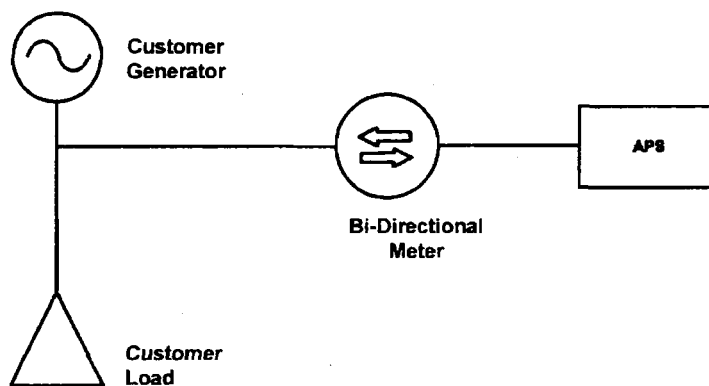 Customer
Generator
APS
Bi-Directional
Meter
Customer
Load